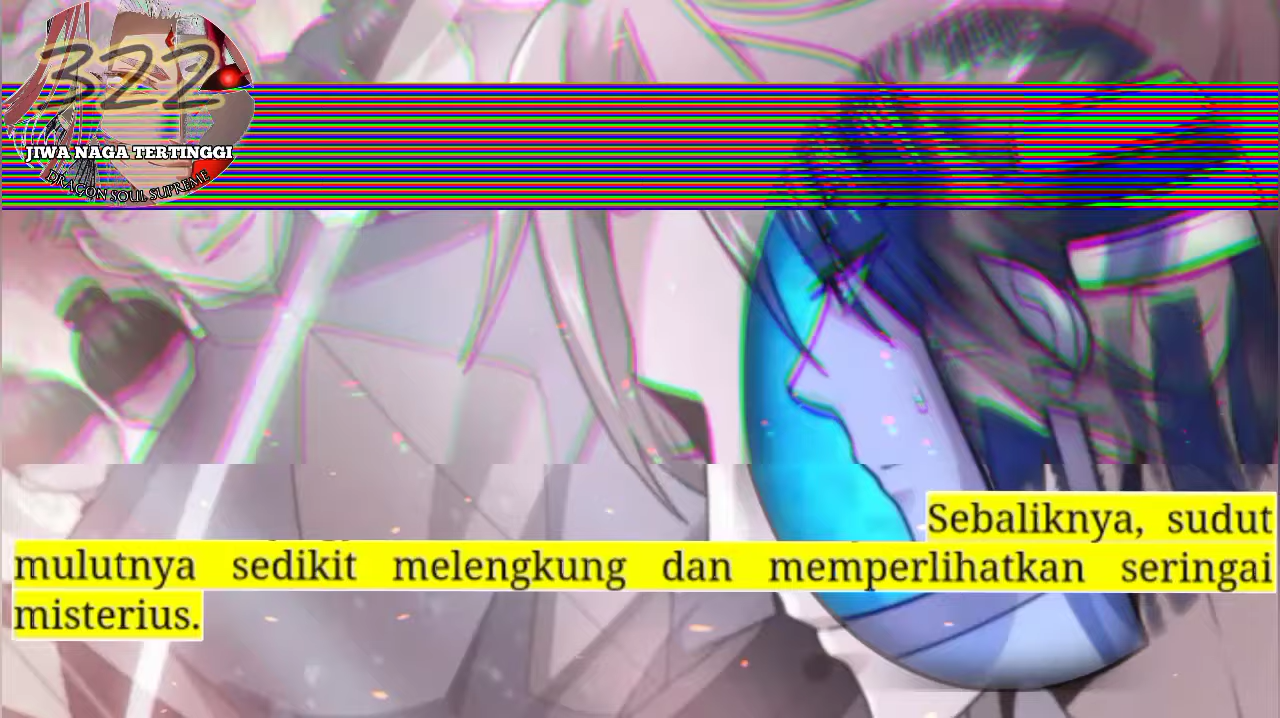 322
JIWA NAGA TERTINGGI
DRAGON SOUL SUPREME
Sebaliknya, sudut
mulutnya sedikit melengkung dan memperlihatkan seringai
misterius.